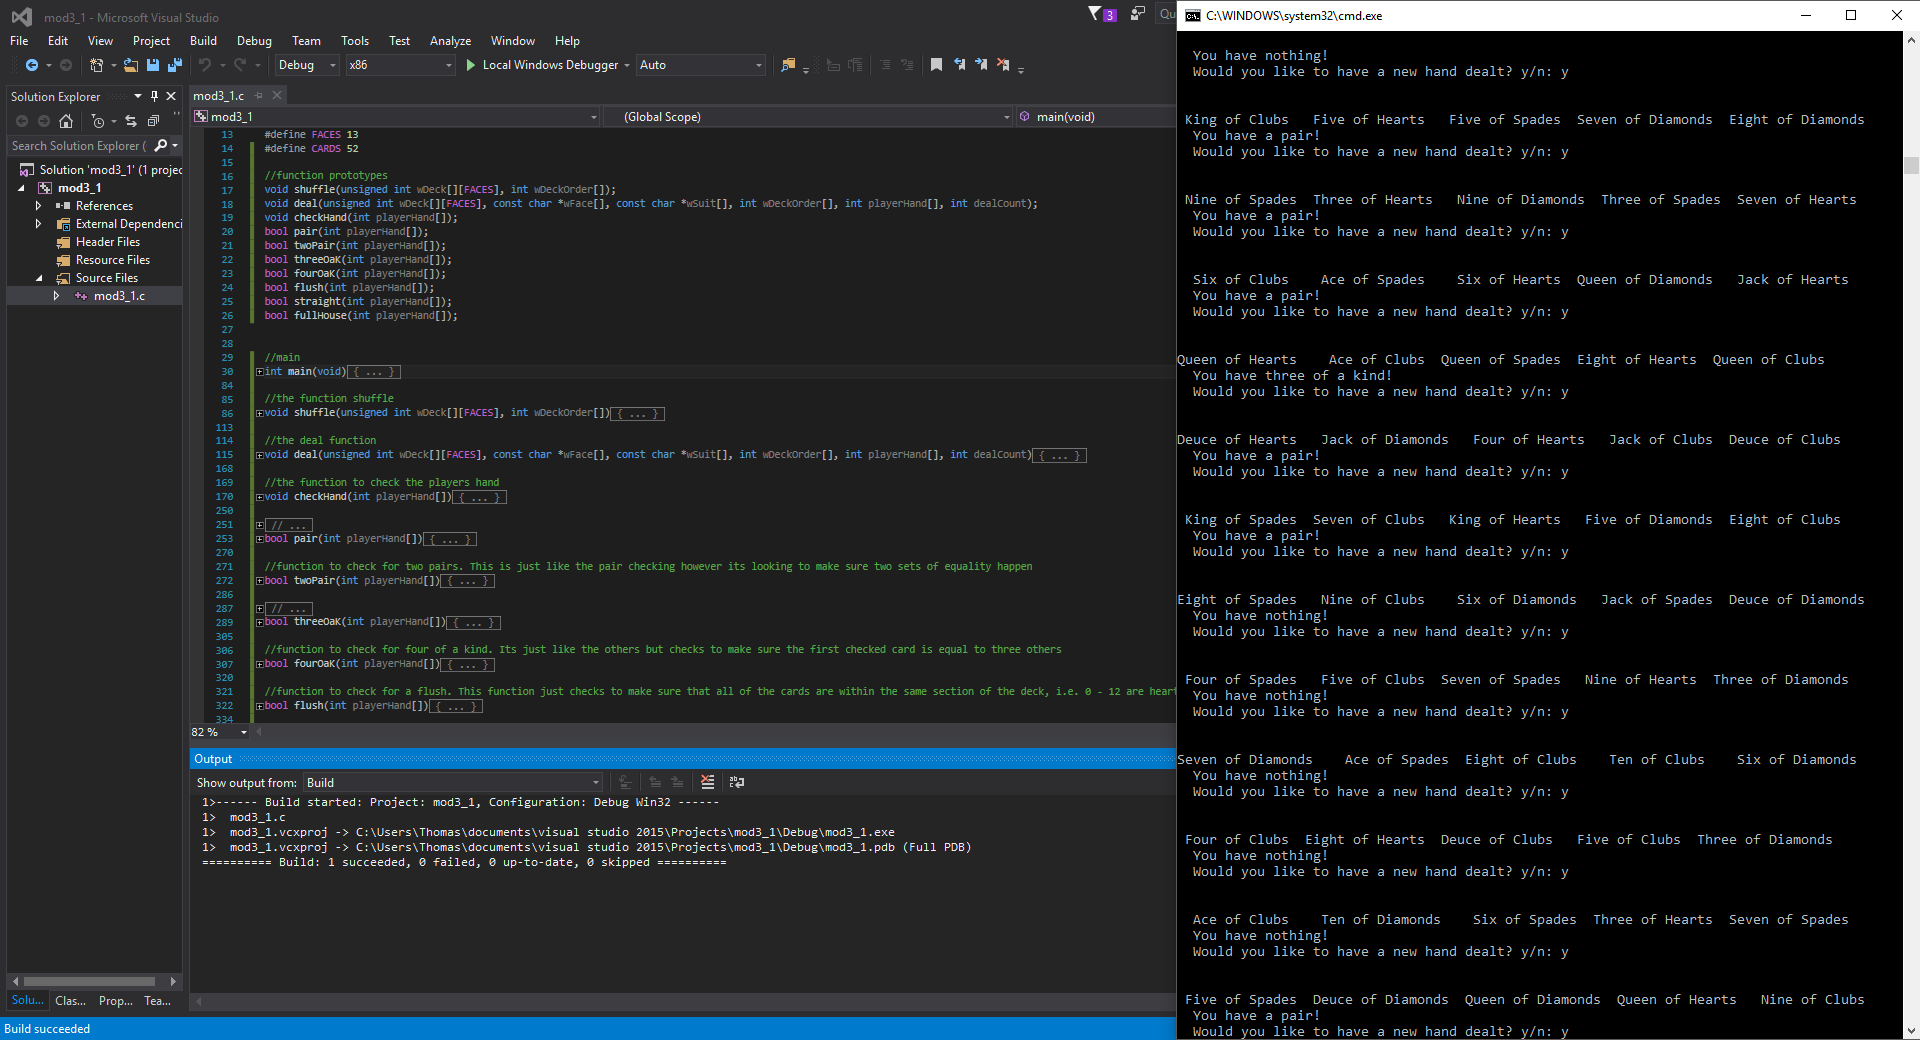 mod3_1 - Microsoft Visual Studio
3
Qu
File Edit View Project Build Debug Team Tools Test Analyze Window Help
Debug x86 Local Windows Debugger Auto
Solution Explorer
Search Solution Explorer (
Solution 'mod3_1' (1 projec
mod3_1
References
External Dependenci
Header Files
Resource Files
Source Files
mod3_1.c
Solu... Clas... Prop... Tea...
mod3_1.c
mod3_1 (Global Scope) main(void)
13 #define FACES 13
14 #define CARDS 52
15
16 //function prototypes
17 void shuffle(unsigned int wDeck[][FACES], int wDeckOrder[]);
18 void deal(unsigned int wDeck[][FACES], const char *wFace[], const char *wSuit[], int wDeckOrder[], int playerHand[], int dealCount);
19 void checkHand(int playerHand[]);
20 bool pair(int playerHand[]);
21 bool twoPair(int playerHand[]);
22 bool threeOaK(int playerHand[]);
23 bool fourOaK(int playerHand[]);
24 bool flush(int playerHand[]);
25 bool straight(int playerHand[]);
26 bool fullHouse(int playerHand[]);
27
28
29 //main
30 int main(void){ ... }
84
85 //the function shuffle
86 void shuffle(unsigned int wDeck[][FACES], int wDeckOrder[]){ ... }
113
114 //the deal function
115 void deal(unsigned int wDeck[][FACES], const char *wFace[], const char *wSuit[], int wDeckOrder[], int playerHand[], int dealCount){ ... }
168
169 //the function to check the players hand
170 void checkHand(int playerHand[]){ ... }
250
251 // ...
253 bool pair(int playerHand[]){ ... }
270
271 //function to check for two pairs. This is just like the pair checking however its looking to make sure two sets of equality happen
272 bool twoPair(int playerHand[]){ ... }
286
287 // ...
289 bool threeOaK(int playerHand[]){ ... }
305
306 //function to check for four of a kind. Its just like the others but checks to make sure the first checked card is equal to three others
307 bool fourOaK(int playerHand[]){ ... }
320
321 //function to check for a flush. This function just checks to make sure that all of the cards are within the same section of the deck, i.e. 0 - 12 are heart
322 bool flush(int playerHand[]){ ... }
334
82 %
Output
Show output from: Build
1>------ Build started: Project: mod3_1, Configuration: Debug Win32 ------
1> mod3_1.c
1> mod3_1.vcxproj -> C:\Users\Thomas\documents\visual studio 2015\Projects\mod3_1\Debug\mod3_1.exe
1> mod3_1.vcxproj -> C:\Users\Thomas\documents\visual studio 2015\Projects\mod3_1\Debug\mod3_1.pdb (Full PDB)
========== Build: 1 succeeded, 0 failed, 0 up-to-date, 0 skipped ==========
Build succeeded
C:\WINDOWS\system32\cmd.exe
You have nothing!
Would you like to have a new hand dealt? y/n: y
King of Clubs Five of Hearts Five of Spades Seven of Diamonds Eight of Diamonds
You have a pair!
Would you like to have a new hand dealt? y/n: y
Nine of Spades Three of Hearts Nine of Diamonds Three of Spades Seven of Hearts
You have a pair!
Would you like to have a new hand dealt? y/n: y
Six of Clubs Ace of Spades Six of Hearts Queen of Diamonds Jack of Hearts
You have a pair!
Would you like to have a new hand dealt? y/n: y
Queen of Hearts Ace of Clubs Queen of Spades Eight of Hearts Queen of Clubs
You have three of a kind!
Would you like to have a new hand dealt? y/n: y
Deuce of Hearts Jack of Diamonds Four of Hearts Jack of Clubs Deuce of Clubs
You have a pair!
Would you like to have a new hand dealt? y/n: y
King of Spades Seven of Clubs King of Hearts Five of Diamonds Eight of Clubs
You have a pair!
Would you like to have a new hand dealt? y/n: y
Eight of Spades Nine of Clubs Six of Diamonds Jack of Spades Deuce of Diamonds
You have nothing!
Would you like to have a new hand dealt? y/n: y
Four of Spades Five of Clubs Seven of Spades Nine of Hearts Three of Diamonds
You have nothing!
Would you like to have a new hand dealt? y/n: y
Seven of Diamonds Ace of Spades Eight of Clubs Ten of Clubs Six of Diamonds
You have nothing!
Would you like to have a new hand dealt? y/n: y
Four of Clubs Eight of Hearts Deuce of Clubs Five of Clubs Three of Diamonds
You have nothing!
Would you like to have a new hand dealt? y/n: y
Ace of Clubs Ten of Diamonds Six of Spades Three of Hearts Seven of Spades
You have nothing!
Would you like to have a new hand dealt? y/n: y
Five of Spades Deuce of Diamonds Queen of Diamonds Queen of Hearts Nine of Clubs
You have a pair!
Would you like to have a new hand dealt? y/n: y